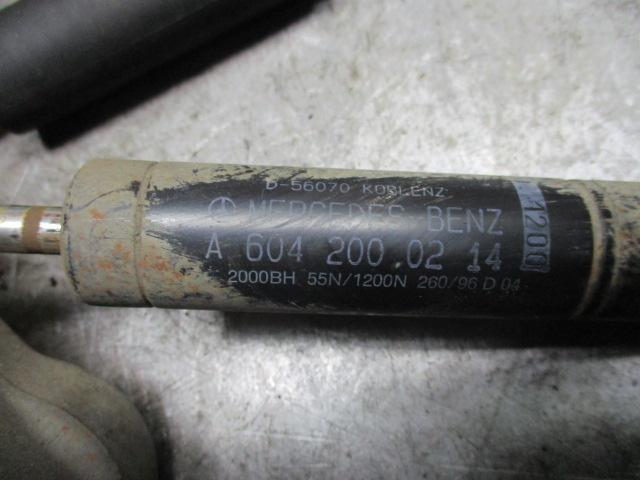 D-56070 KOBLENZ
MERCEDES BENZ
A 604 200 02 14
2000BH 55N/1200N 260/96 D 04
1200